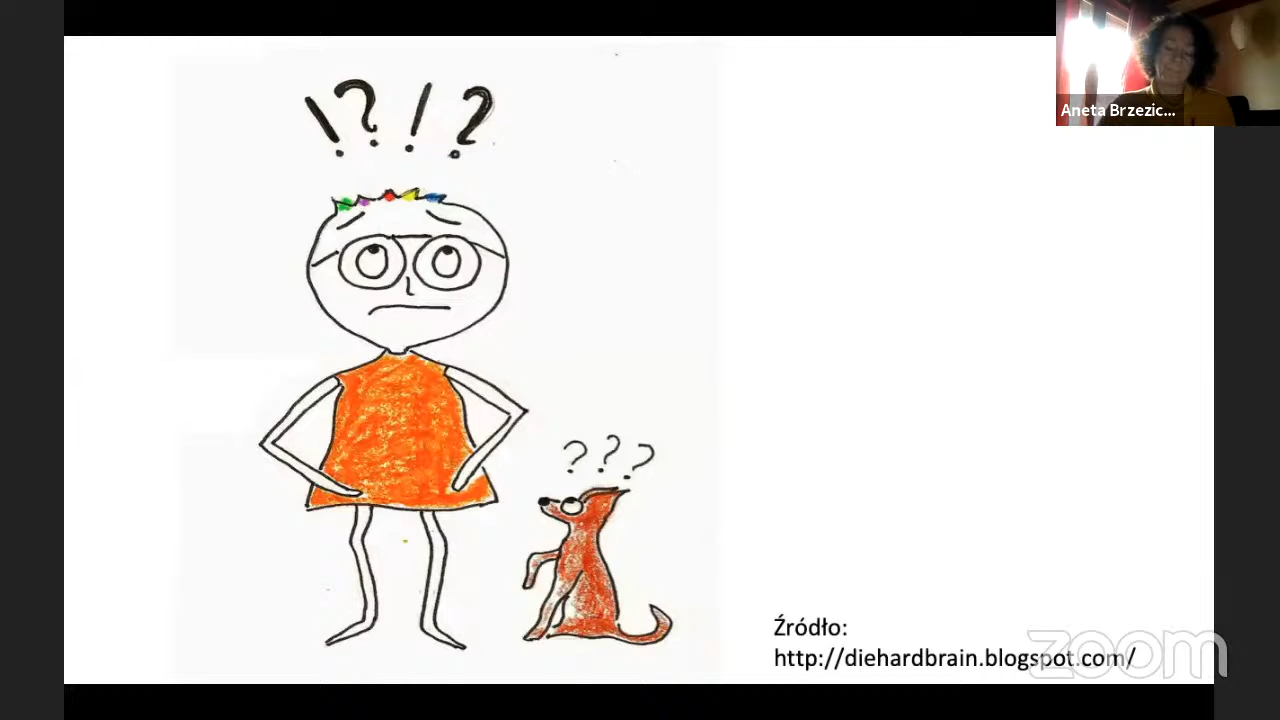 !?!?
Aneta Brzezic...
???
Źródło:
http://diehardbrain.blogspot.com/
zoom